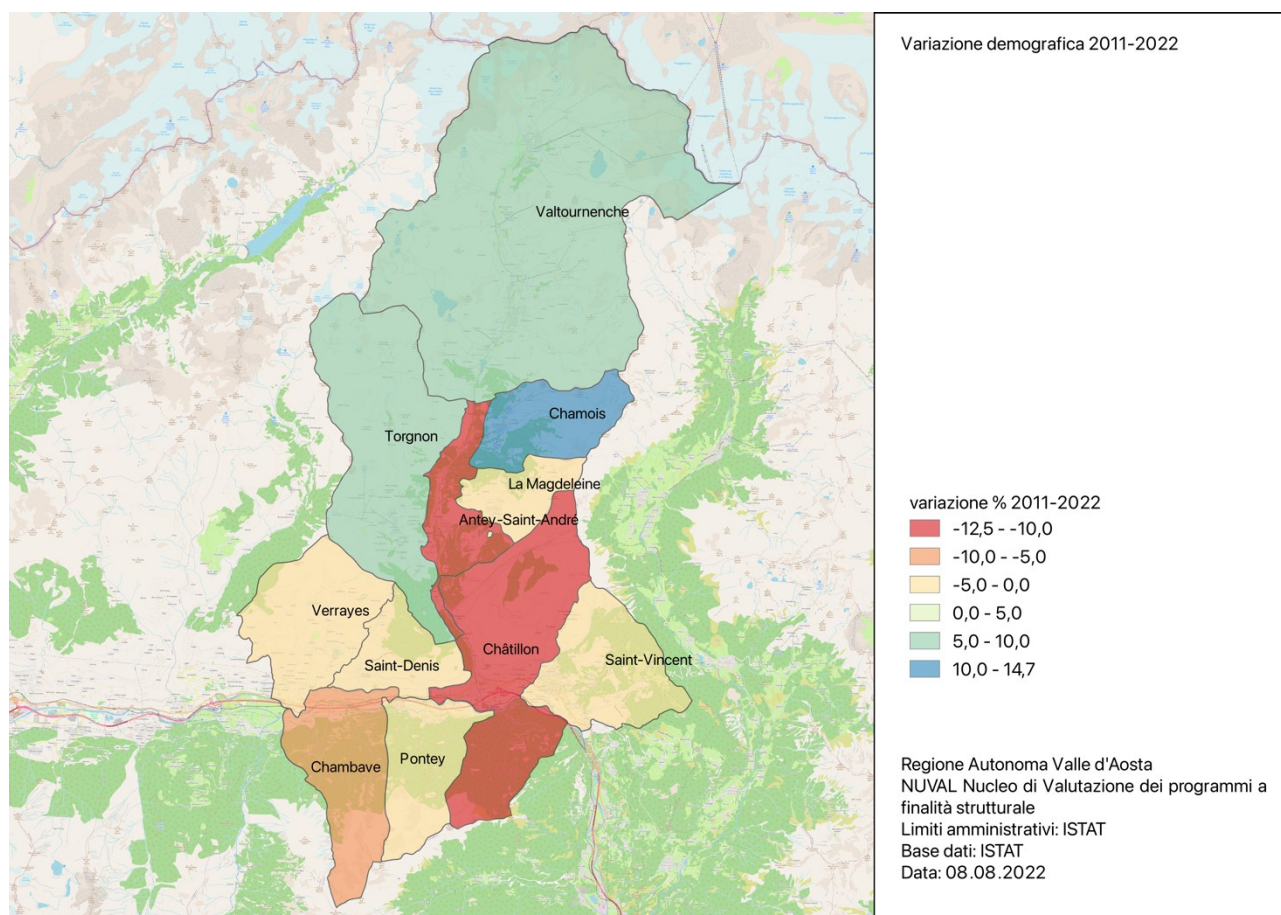 Variazione demografica 2011-2022
Valtournenche
Chamois
Torgnon
La Magdeleine
Antey-Saint-André
Verrayes
Châtillon
Saint-Denis
Saint-Vincent
Chambave
Pontey
variazione % 2011-2022
-12,5 - -10,0
-10,0 - -5,0
-5,0 - 0,0
0,0 - 5,0
5,0 - 10,0
10,0 - 14,7
Regione Autonoma Valle d'Aosta
NUVAL Nucleo di Valutazione dei programmi a
finalità strutturale
Limiti amministrativi: ISTAT
Base dati: ISTAT
Data: 08.08.2022